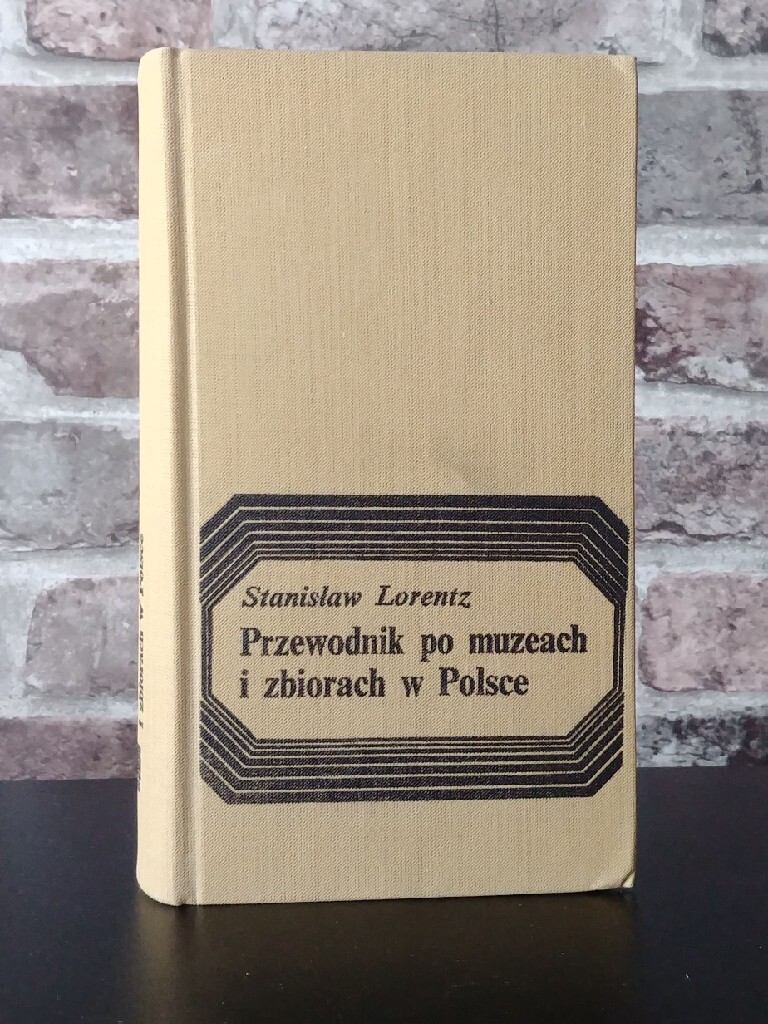 Stanisław Lorentz
Przewodnik po muzeach
i zbiorach w Polsce